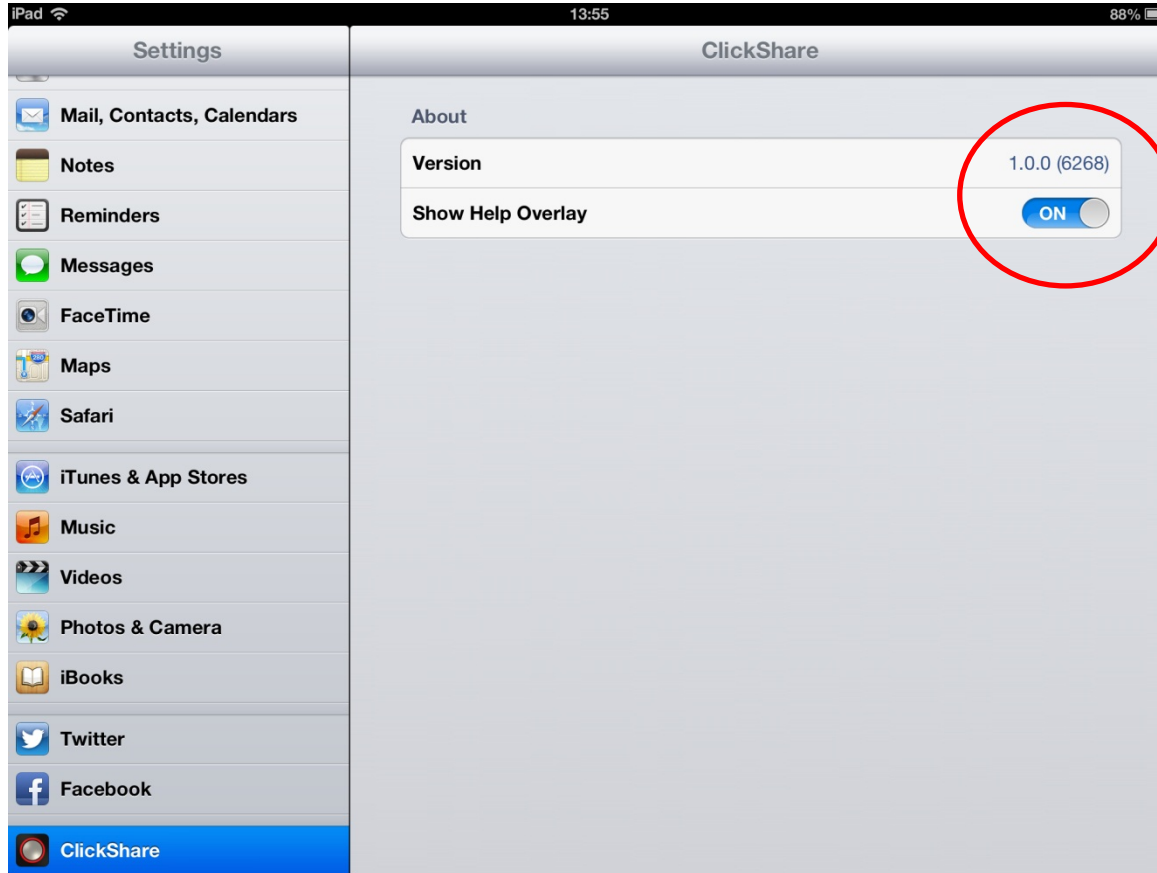 iPad 13:55 88%
Settings
ClickShare
Mail, Contacts, Calendars
Notes
Reminders
Messages
FaceTime
Maps
Safari
iTunes & App Stores
Music
Videos
Photos & Camera
iBooks
Twitter
Facebook
ClickShare
About
Version 1.0.0 (6268)
Show Help Overlay ON